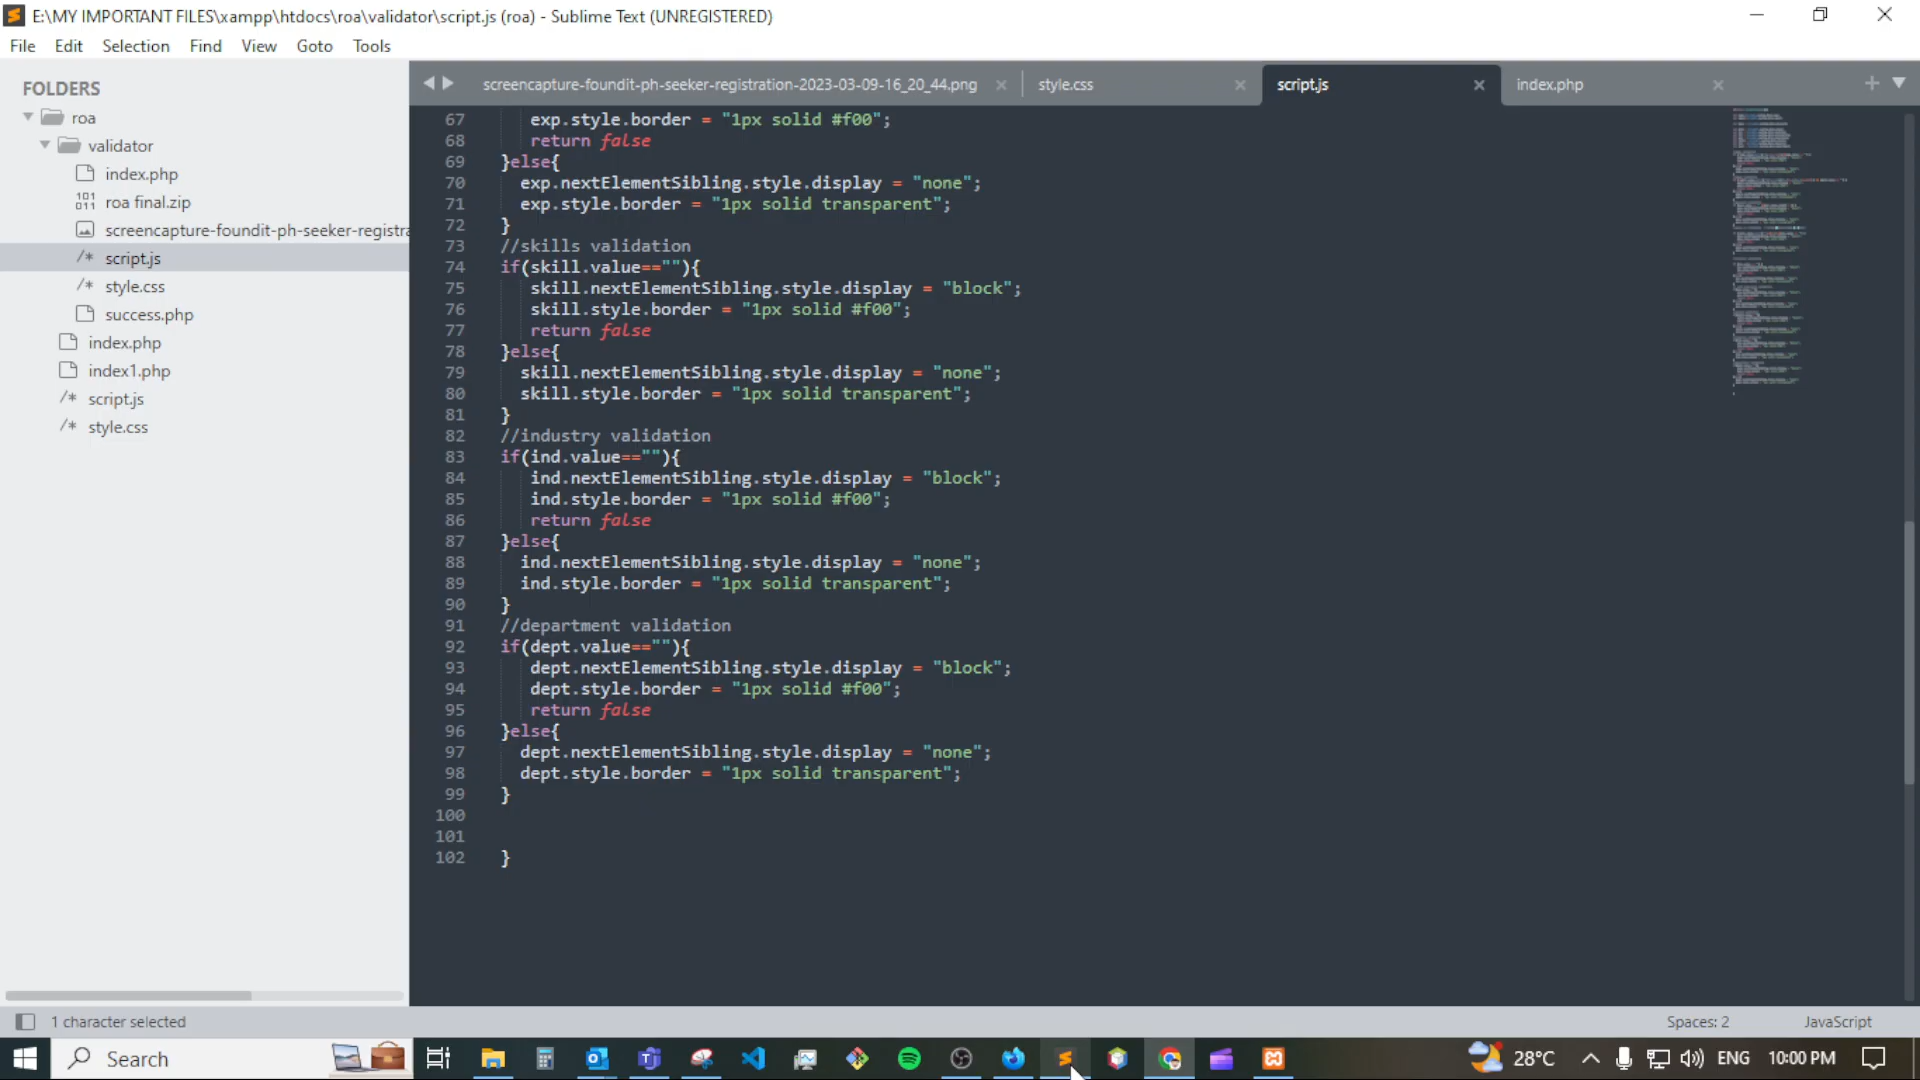 E:\MY IMPORTANT FILES\xampp\htdocs\roa\validator\script.js (roa) - Sublime Text (UNREGISTERED)
File Edit Selection Find View Goto Tools
FOLDERS
roa
validator
index.php
roa final.zip
screencapture-foundit-ph-seeker-registra
script.js
style.css
success.php
index.php
index1.php
script.js
style.css
screencapture-foundit-ph-seeker-registration-2023-03-09-16_20_44.png style.css script.js index.php
67 exp.style.border = "1px solid #f00";
68 return false
69 }else{
70 exp.nextElementSibling.style.display = "none";
71 exp.style.border = "1px solid transparent";
72 }
73 //skills validation
74 if(skill.value==""){
75 skill.nextElementSibling.style.display = "block";
76 skill.style.border = "1px solid #f00";
77 return false
78 }else{
79 skill.nextElementSibling.style.display = "none";
80 skill.style.border = "1px solid transparent";
81 }
82 //industry validation
83 if(ind.value==""){
84 ind.nextElementSibling.style.display = "block";
85 ind.style.border = "1px solid #f00";
86 return false
87 }else{
88 ind.nextElementSibling.style.display = "none";
89 ind.style.border = "1px solid transparent";
90 }
91 //department validation
92 if(dept.value==""){
93 dept.nextElementSibling.style.display = "block";
94 dept.style.border = "1px solid #f00";
95 return false
96 }else{
97 dept.nextElementSibling.style.display = "none";
98 dept.style.border = "1px solid transparent";
99 }
100
101
102 }
1 character selected Spaces: 2 JavaScript
Search 28°C ENG 10:00 PM